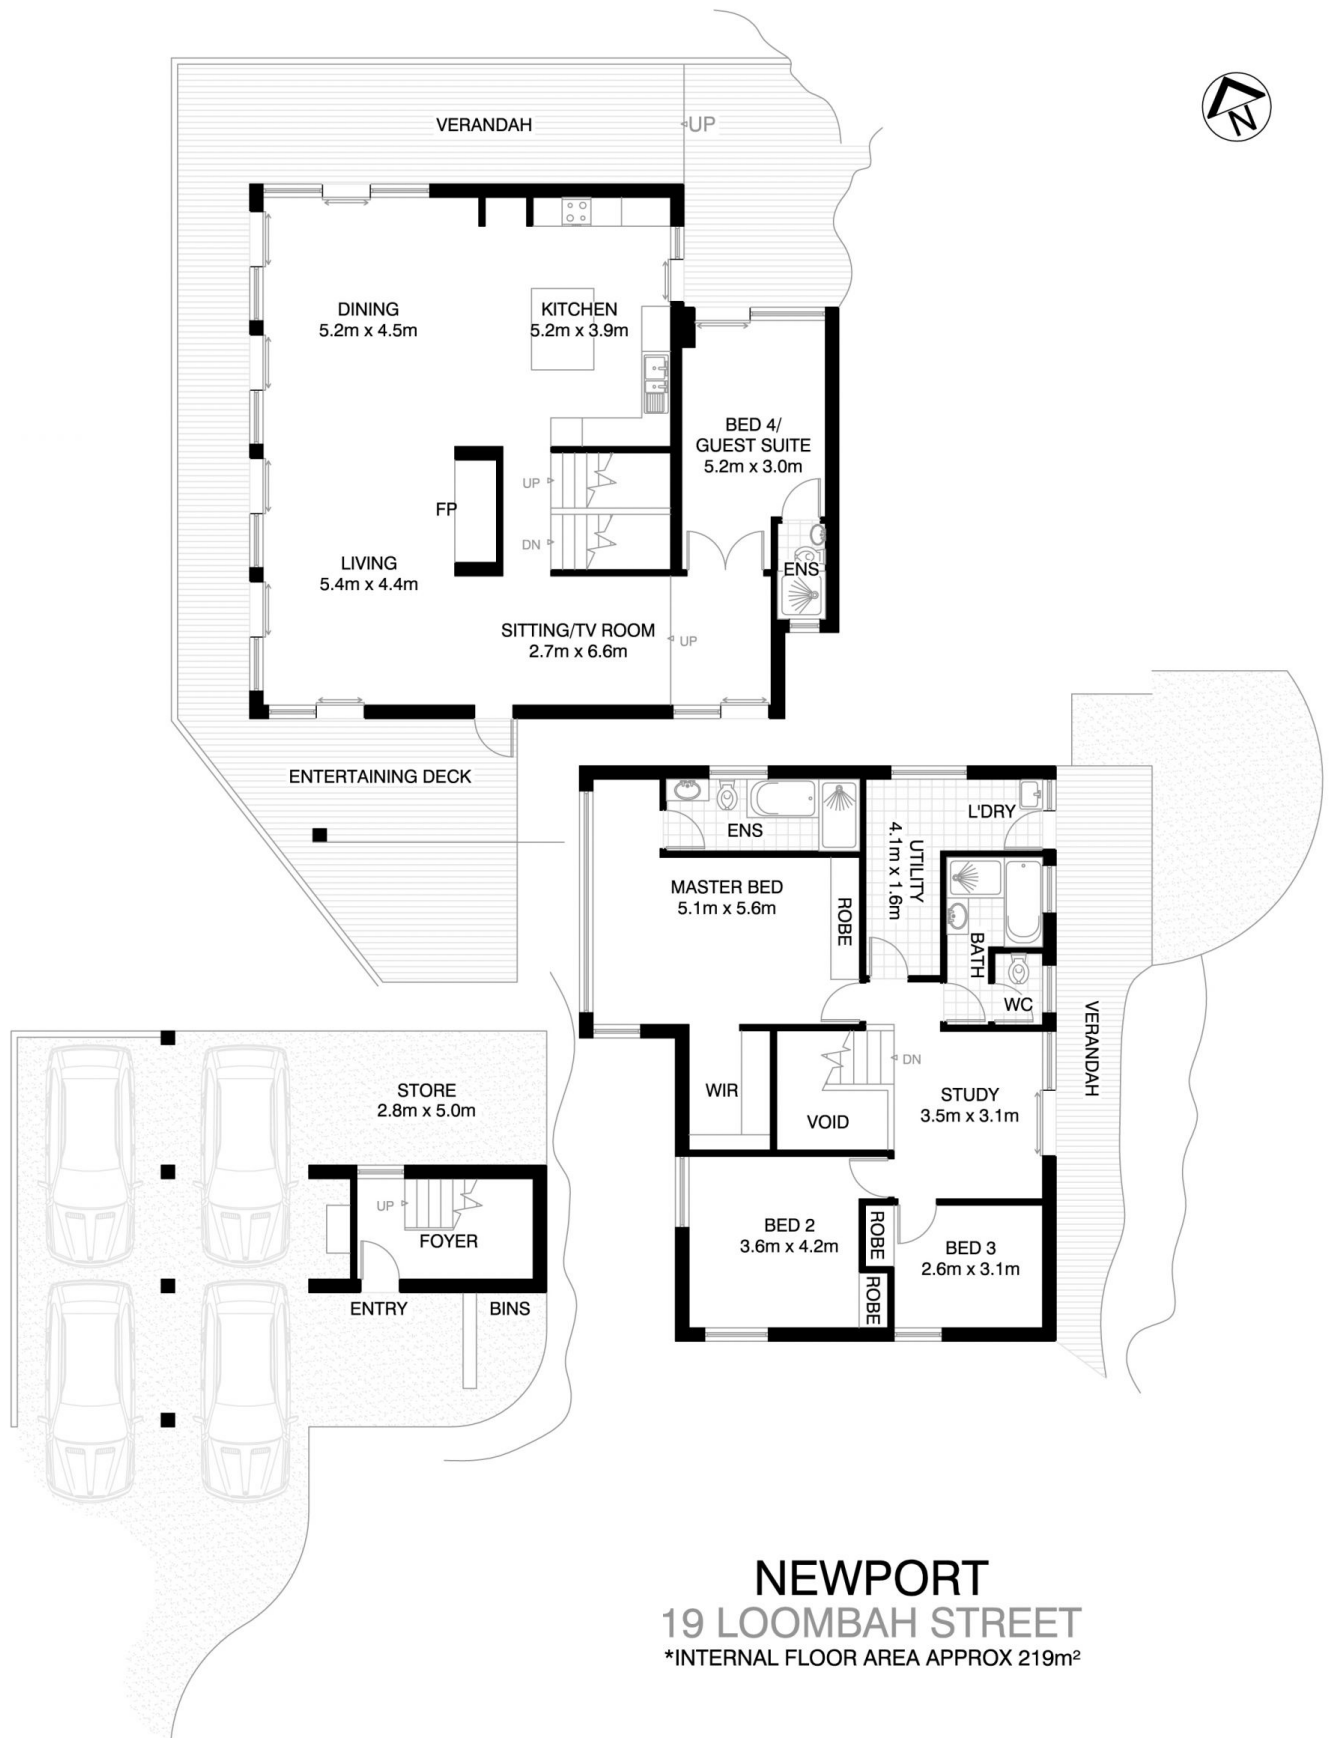 N
VERANDAH
UP
DINING
5.2m x 4.5m
KITCHEN
5.2m x 3.9m
BED 4/
GUEST SUITE
5.2m x 3.0m
UP
FP
DN
LIVING
5.4m x 4.4m
ENS
SITTING/TV ROOM
2.7m x 6.6m
UP
ENTERTAINING DECK
ENS
L'DRY
UTILITY
4.1m x 1.6m
MASTER BED
5.1m x 5.6m
ROBE
BATH
WC
VERANDAH
DN
WIR
VOID
STUDY
3.5m x 3.1m
BED 2
3.6m x 4.2m
ROBE
ROBE
BED 3
2.6m x 3.1m
STORE
2.8m x 5.0m
UP
FOYER
ENTRY
BINS
NEWPORT
19 LOOMBAH STREET
*INTERNAL FLOOR AREA APPROX 219m²